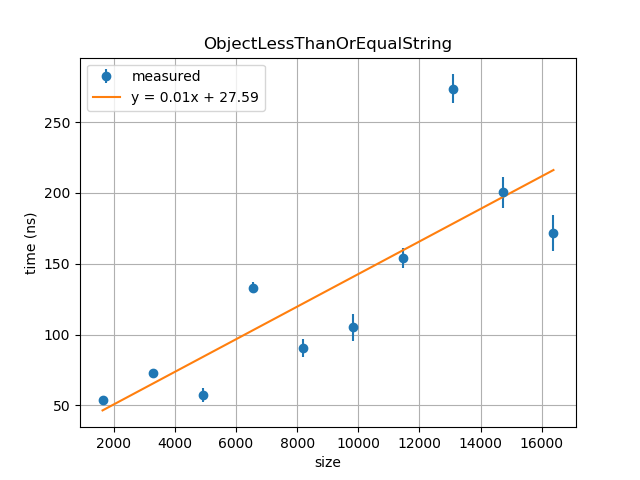 ObjectLessThanOrEqualString
measured
y = 0.01x + 27.59
250
200
150
100
50
time (ns)
2000 4000 6000 8000 10000 12000 14000 16000
size